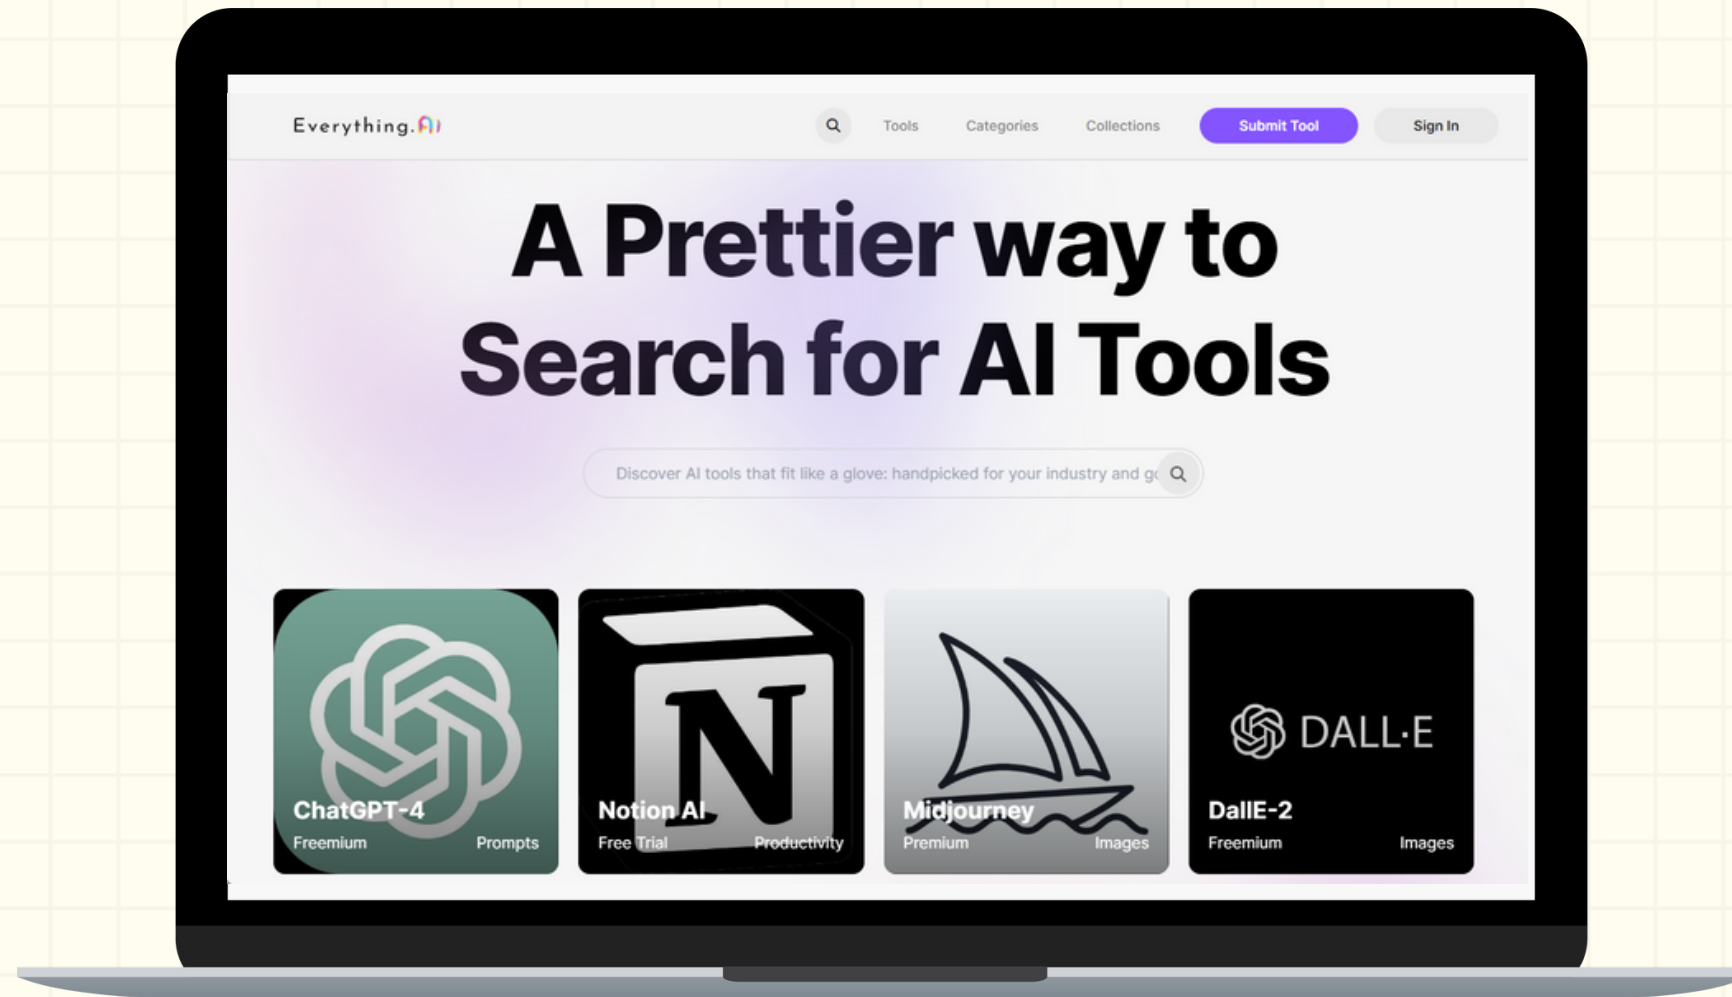 Everything.AI
Tools
Categories
Collections
Submit Tool
Sign In
A Prettier way to
Search for AI Tools
Discover AI tools that fit like a glove: handpicked for your industry and
N
DALL·E
ChatGPT-4
Freemium
Prompts
Notion AI
Free Trial
Productivity
Midjourney
Premium
Images
DallE-2
Freemium
Images